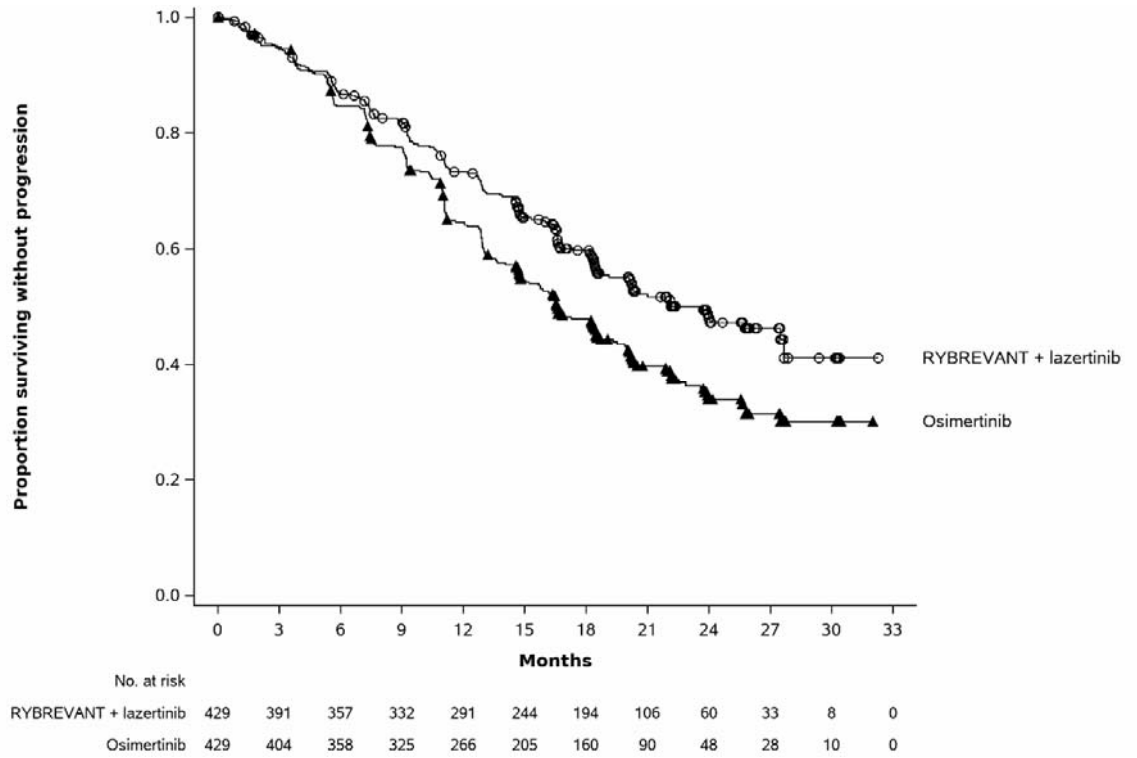 Proportion surviving without progression
1.0
0.8
0.6
0.4
0.2
0.0
RYBREVANT + lazertinib
Osimertinib
0 3 6 9 12 15 18 21 24 27 30 33
Months
No. at risk
RYBREVANT + lazertinib 429 391 357 332 291 244 194 106 60 33 8 0
Osimertinib 429 404 358 325 266 205 160 90 48 28 10 0